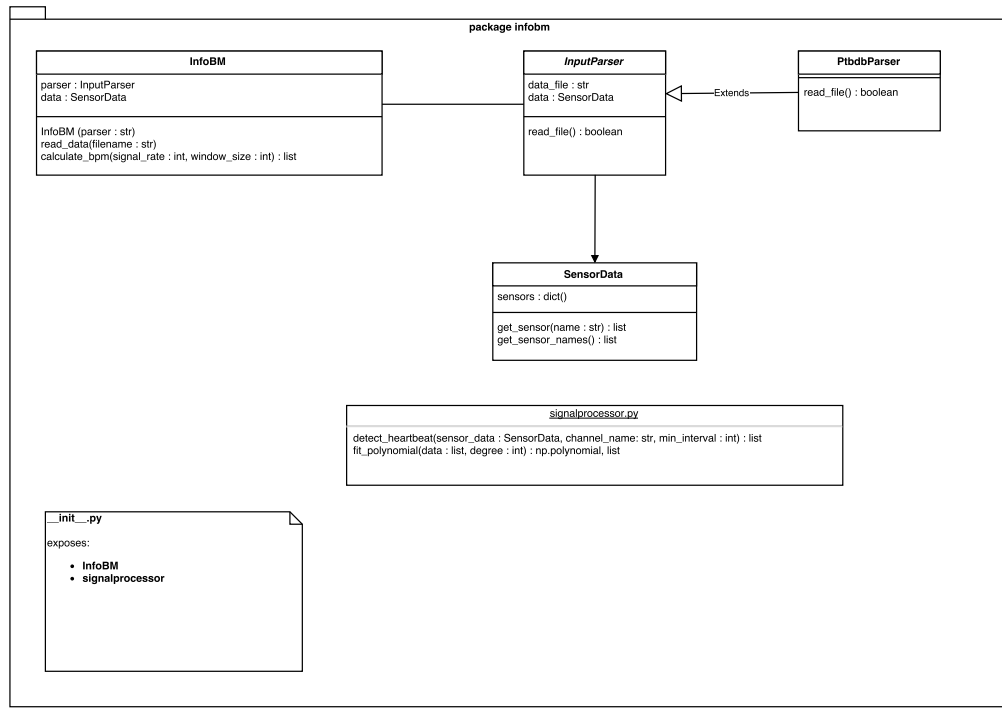 package infobm
InfoBM
parser : InputParser
data : SensorData
InfoBM (parser : str)
read_data(filename : str)
calculate_bpm(signal_rate : int, window_size : int) : list
InputParser
data_file : str
data : SensorData
read_file() : boolean
Extends
PtbdbParser
read_file() : boolean
SensorData
sensors : dict()
get_sensor(name : str) : list
get_sensor_names() : list
signalprocessor.py
detect_heartbeat(sensor_data : SensorData, channel_name: str, min_interval : int) : list
fit_polynomial(data : list, degree : int) : np.polynomial, list
__init__.py
exposes:
• InfoBM
• signalprocessor